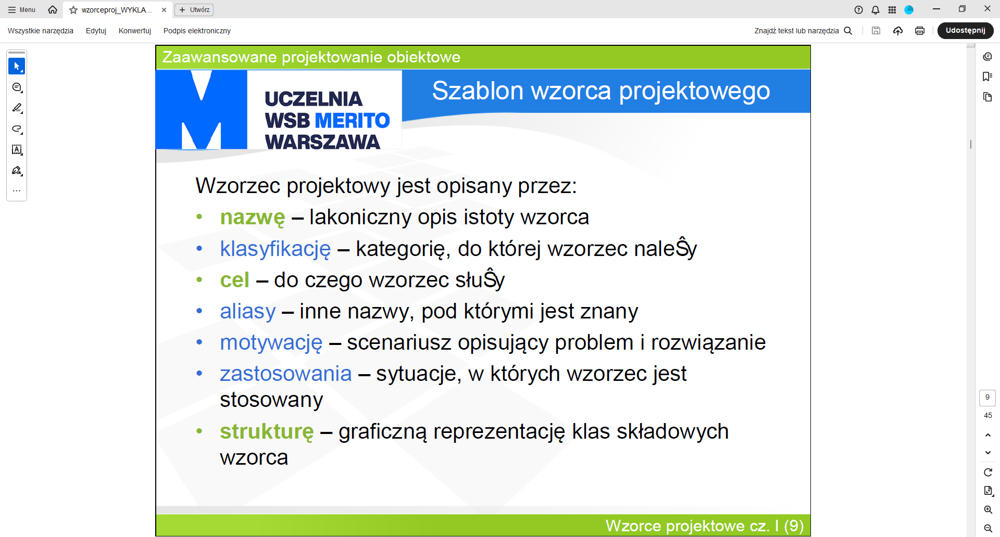 Menu
wzorceproj_WYKLA...
Utwórz
Wszystkie narzędzia
Edytuj
Konwertuj
Podpis elektroniczny
Znajdź tekst lub narzędzia
Udostępnij
Zaawansowane projektowanie obiektowe
UCZELNIA
WSB MERITO
WARSZAWA
Szablon wzorca projektowego
Wzorzec projektowy jest opisany przez:
• nazwę – lakoniczny opis istoty wzorca
• klasyfikację – kategorię, do której wzorzec naleŜy
• cel – do czego wzorzec słuŜy
• aliasy – inne nazwy, pod którymi jest znany
• motywację – scenariusz opisujący problem i rozwiązanie
• zastosowania – sytuacje, w których wzorzec jest
stosowany
• strukturę – graficzną reprezentację klas składowych
wzorca
9
45
Wzorce projektowe cz. I (9)